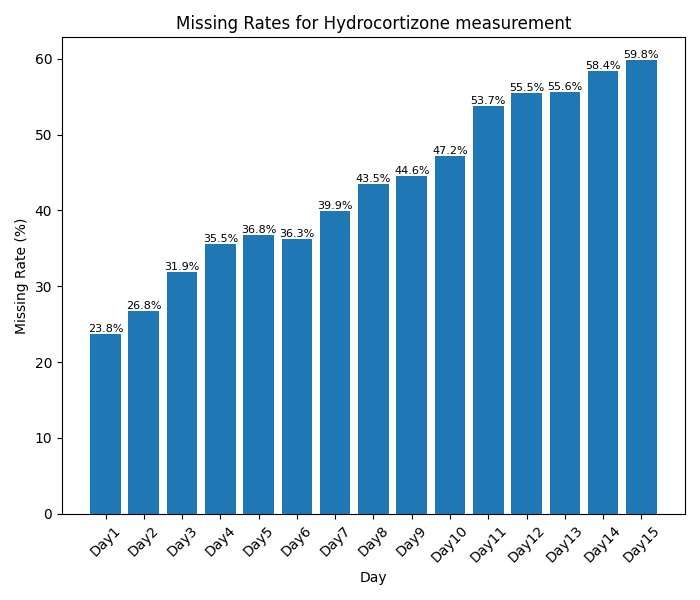 Missing Rates for Hydrocortizone measurement
Missing Rate (%)
60
50
40
30
20
10
0
23.8%
26.8%
31.9%
35.5%
36.8%
36.3%
39.9%
43.5%
44.6%
47.2%
53.7%
55.5%
55.6%
58.4%
59.8%
Day1
Day2
Day3
Day4
Day5
Day6
Day7
Day8
Day9
Day10
Day11
Day12
Day13
Day14
Day15
Day